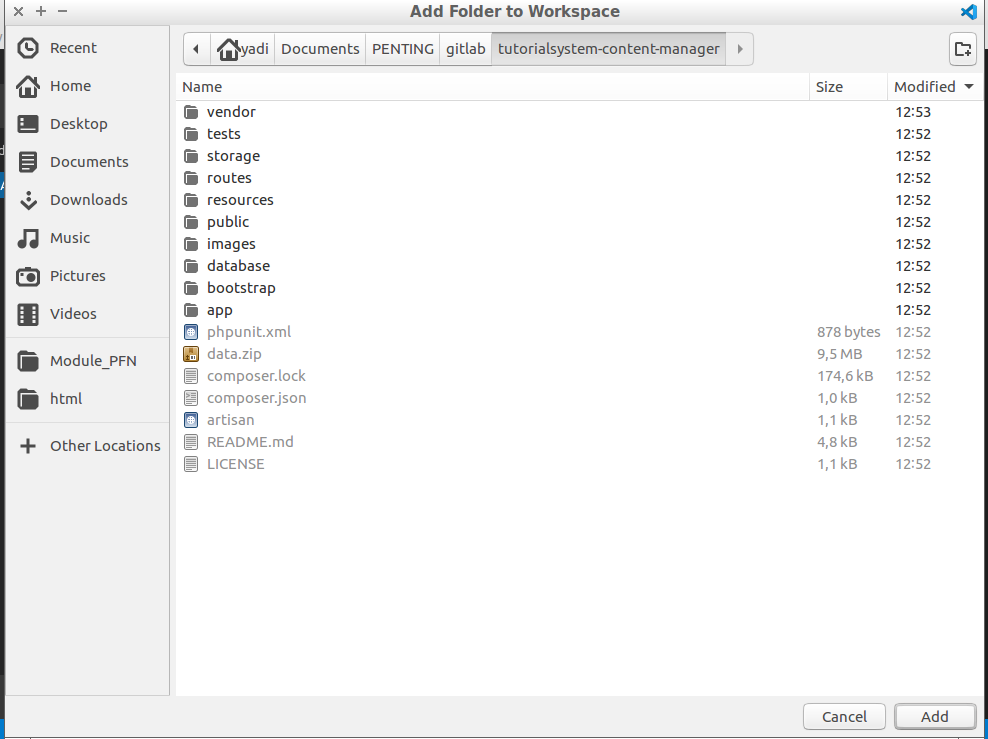 Add Folder to Workspace
Recent
Home
Desktop
Documents
Downloads
Music
Pictures
Videos
Module_PFN
html
Other Locations
yadi Documents PENTING gitlab tutorialsystem-content-manager
Name Size Modified
vendor 12:53
tests 12:52
storage 12:52
routes 12:52
resources 12:52
public 12:52
images 12:52
database 12:52
bootstrap 12:52
app 12:52
phpunit.xml 878 bytes 12:52
data.zip 9,5 MB 12:52
composer.lock 174,6 kB 12:52
composer.json 1,0 kB 12:52
artisan 1,1 kB 12:52
README.md 4,8 kB 12:52
LICENSE 1,1 kB 12:52
Cancel Add